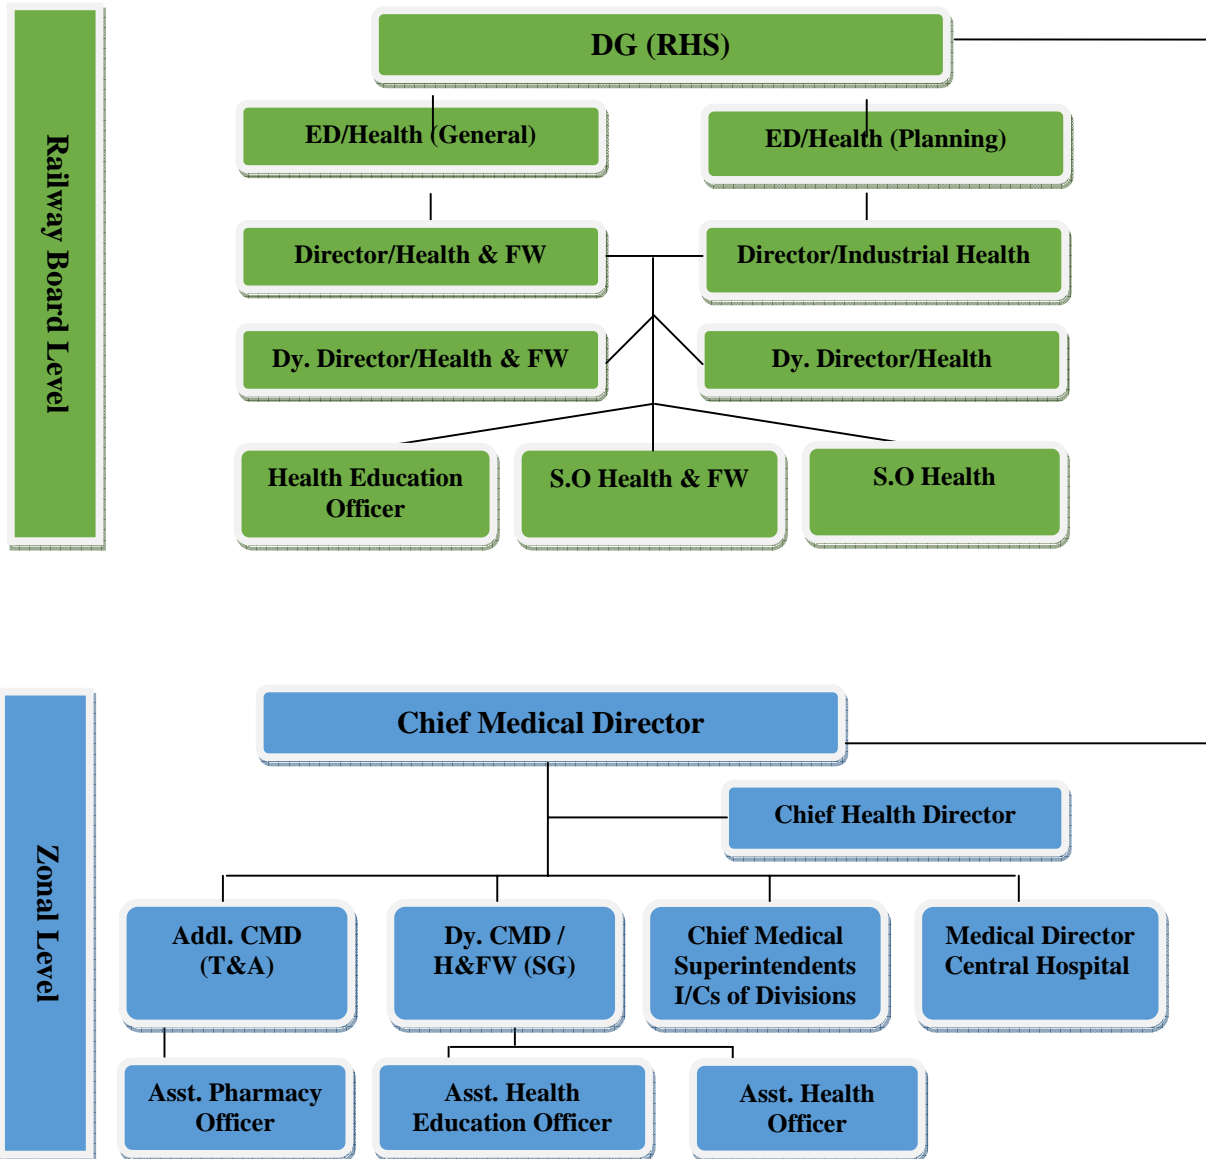 Railway Board Level
DG (RHS)
ED/Health (General)
ED/Health (Planning)
Director/Health & FW
Director/Industrial Health
Dy. Director/Health & FW
Dy. Director/Health
Health Education
Officer
S.O Health & FW
S.O Health
Zonal Level
Chief Medical Director
Chief Health Director
Addl. CMD
(T&A)
Dy. CMD /
H&FW (SG)
Chief Medical
Superintendents
I/Cs of Divisions
Medical Director
Central Hospital
Asst. Pharmacy
Officer
Asst. Health
Education Officer
Asst. Health
Officer